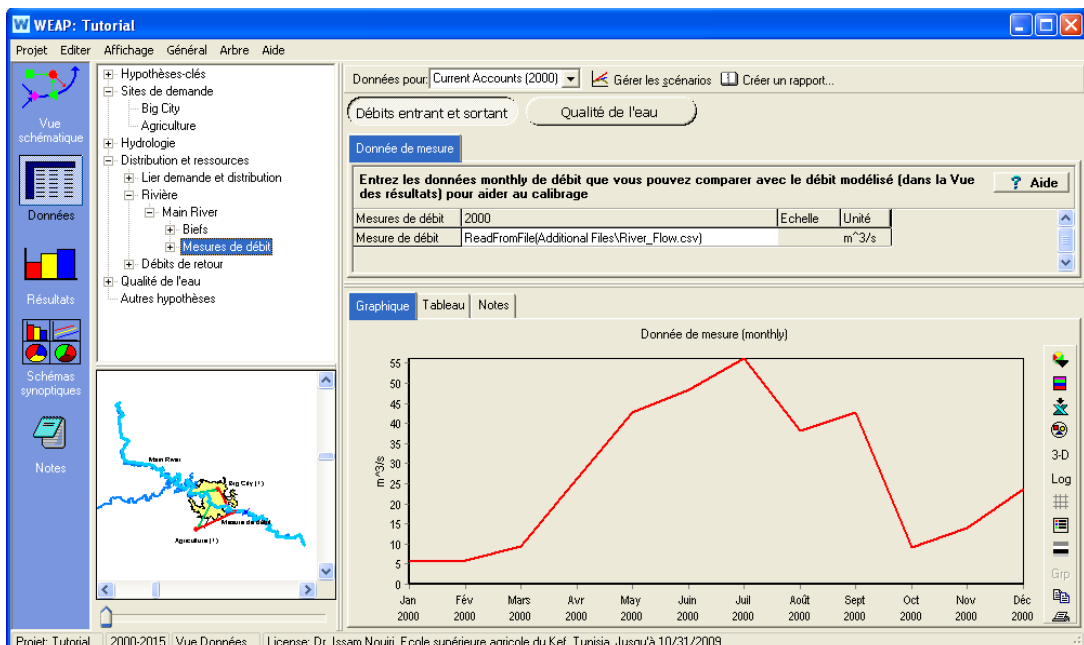 WEAP: Tutorial
Projet Editer Affichage Général Arbre Aide
Vue schématique
Données
Résultats
Schémas synoptiques
Notes
Hypothèses-clés
Sites de demande
Big City
Agriculture
Hydrologie
Distribution et ressources
Lier demande et distribution
Rivière
Main River
Biefs
Mesures de débit
Débits de retour
Qualité de l'eau
Autres hypothèses
Main River
Big City (1)
Mesure de débit
Agriculture (1)
Données pour: Current Accounts (2000) Gérer les scénarios Créer un rapport...
Débits entrant et sortant Qualité de l'eau
Donnée de mesure
Entrez les données monthly de débit que vous pouvez comparer avec le débit modélisé (dans la Vue
des résultats) pour aider au calibrage
? Aide
Mesures de débit 2000 Echelle Unité
Mesure de débit ReadFromFile(Additional Files\River_Flow.csv) m^3/s
Graphique Tableau Notes
Donnée de mesure (monthly)
m^3/s
55
50
45
40
35
30
25
20
15
10
5
0
Jan Fév Mars Avr May Juin Juil Août Sept Oct Nov Déc
2000 2000 2000 2000 2000 2000 2000 2000 2000 2000 2000 2000
3-D
Log
Grp
Projet: Tutorial 2000-2015 Vue Données License: Dr. Issam Nouiri, Ecole supérieure agricole du Kef, Tunisia, Jusqu'à 10/31/2009